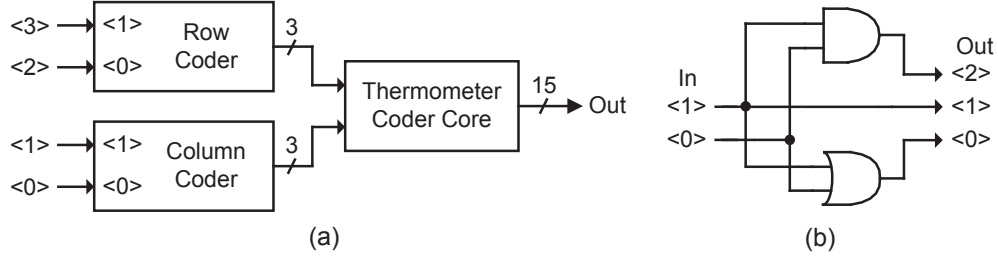 <3>
<1>
Row
Coder
3
<2>
<0>
Thermometer
Coder Core
15
Out
<1>
<1>
Column
Coder
3
<0>
<0>
(a)
In
<1>
<0>
Out
<2>
<1>
<0>
(b)